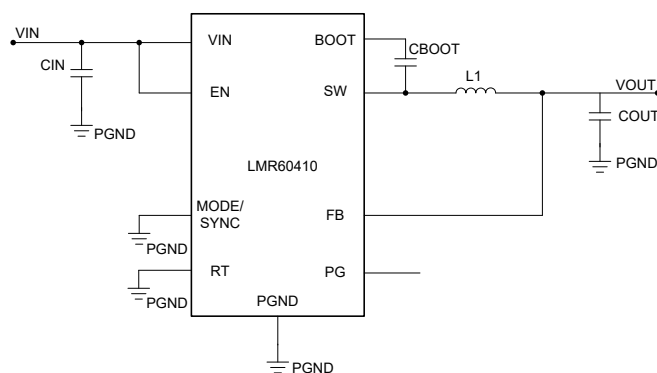 VIN
VIN
BOOT
CBOOT
CIN
L1
VOUT
EN
SW
COUT
PGND
PGND
LMR60410
MODE/
SYNC
FB
PGND
RT
PG
PGND
PGND
PGND